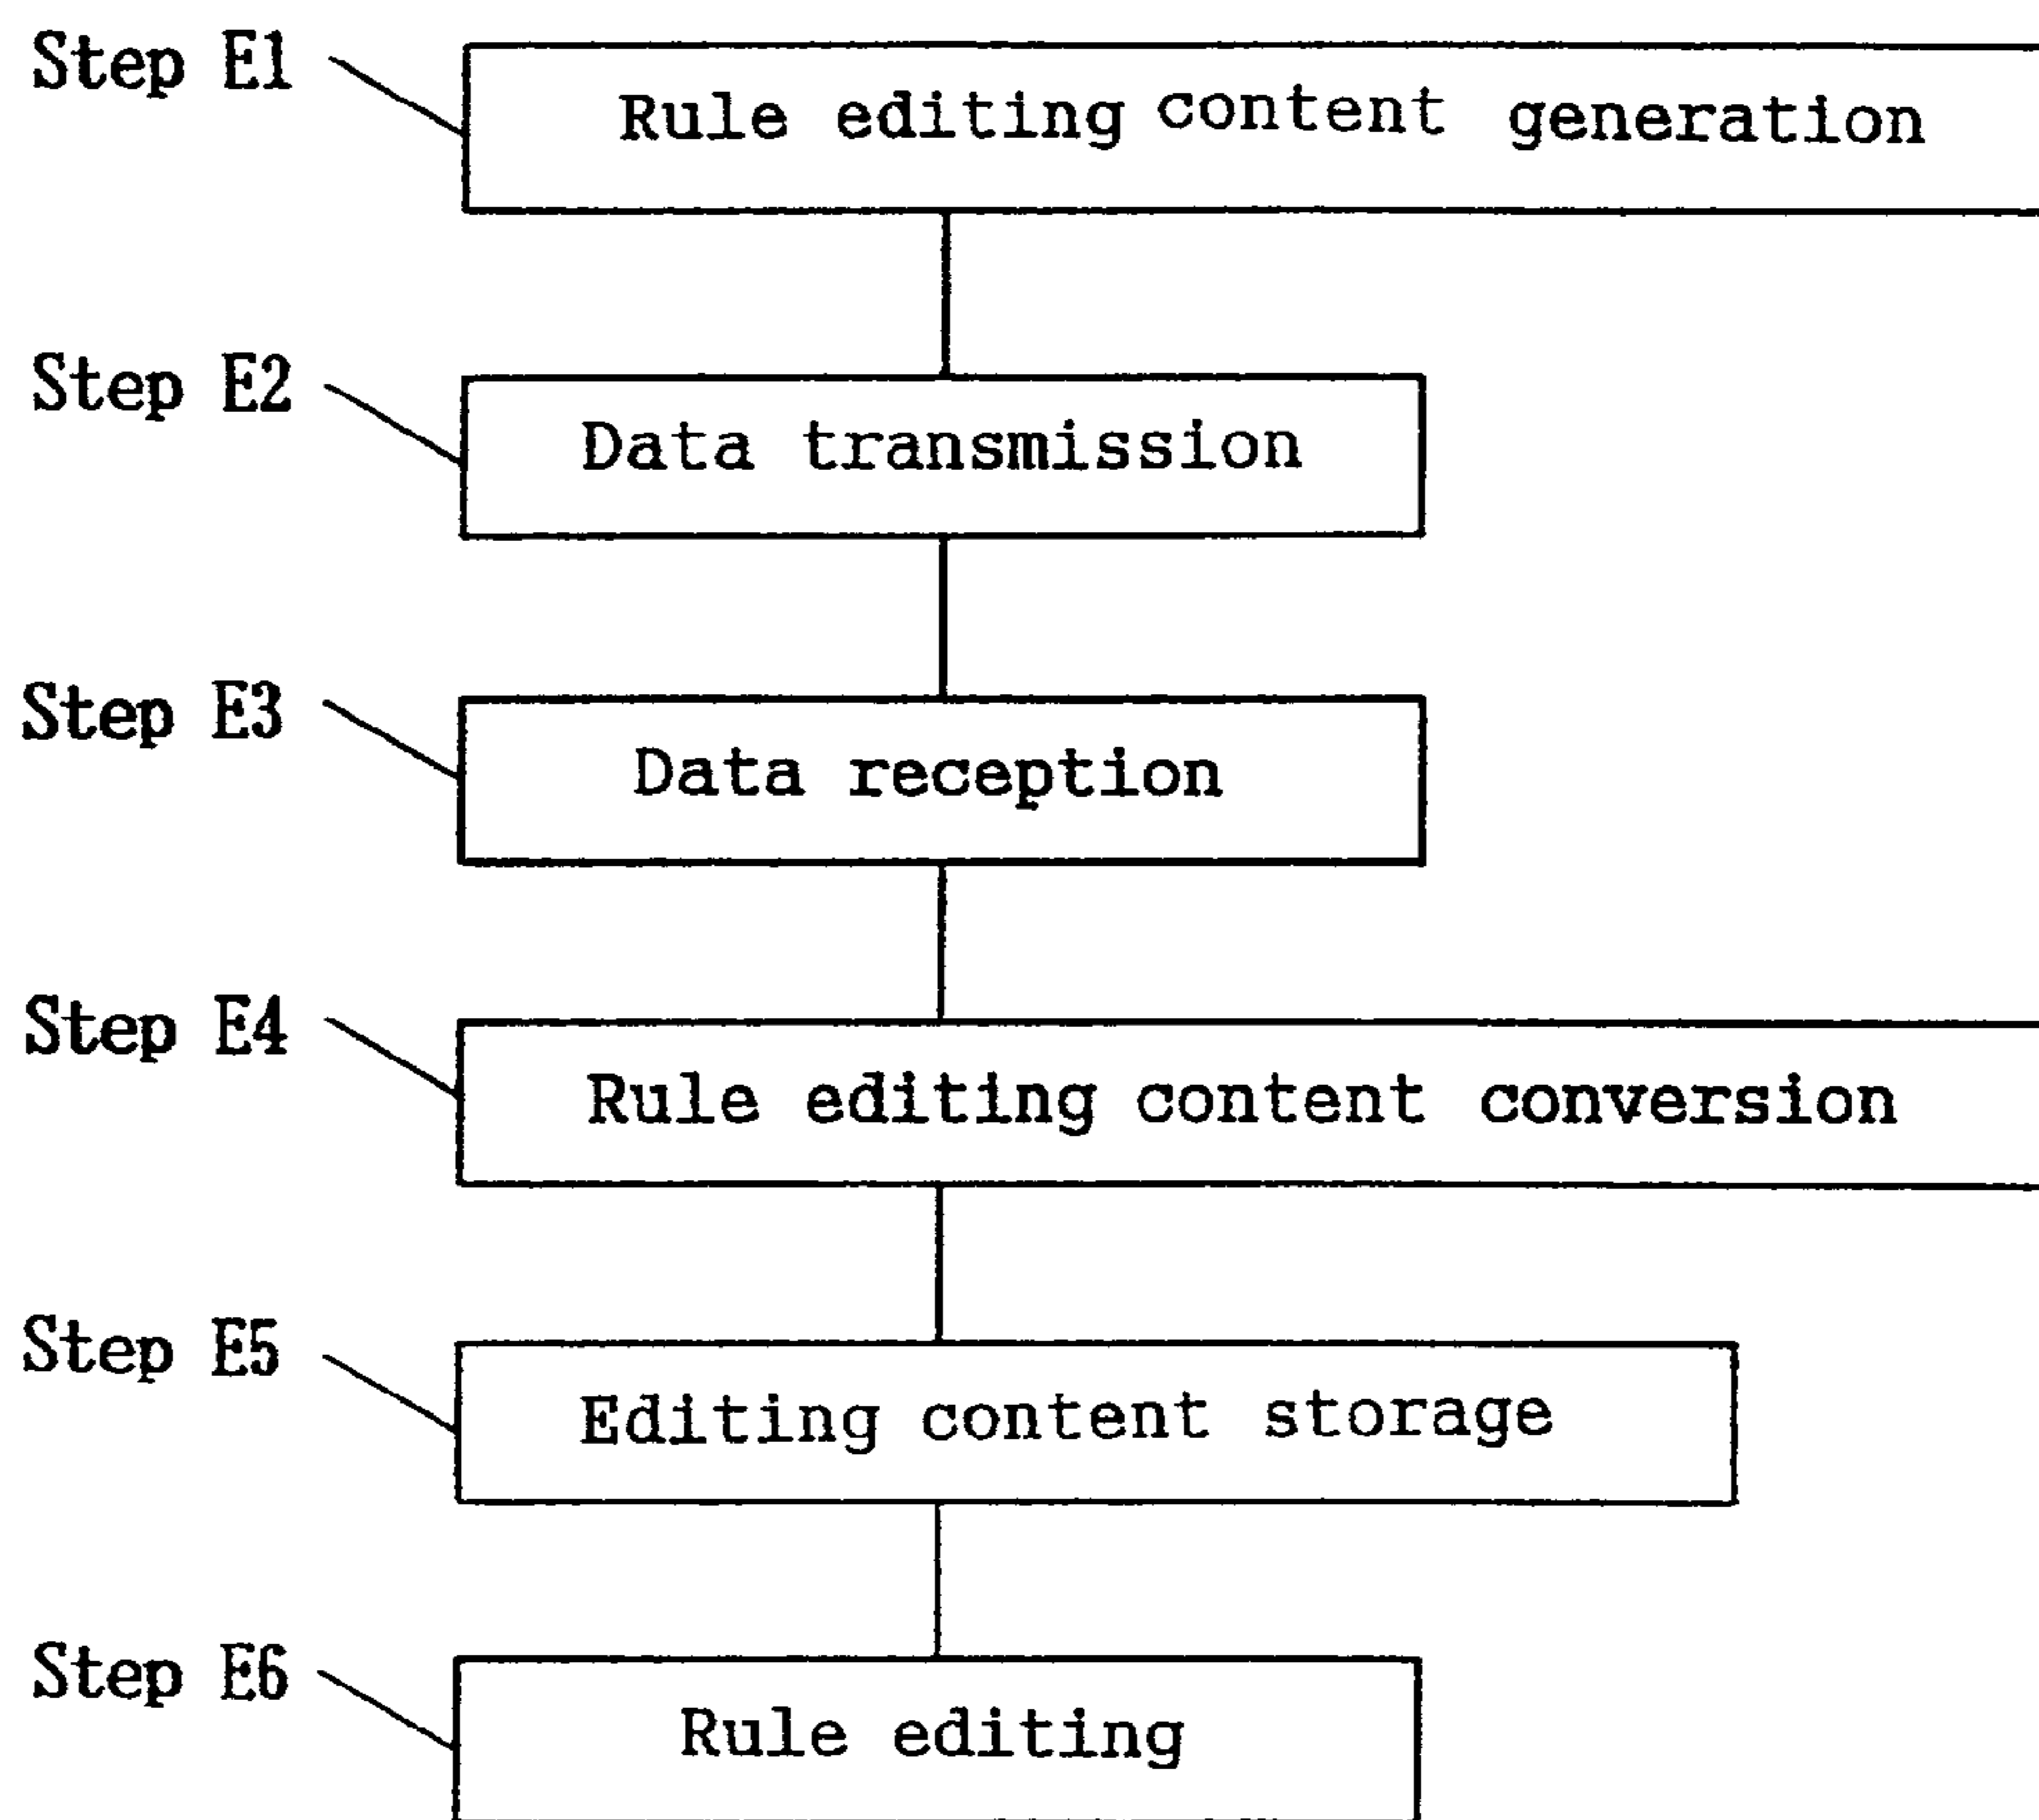 Step E1
Rule editing content generation
Step E2
Data transmission
Step E3
Data reception
Step E4
Rule editing content conversion
Step E5
Editing content storage
Step E6
Rule editing